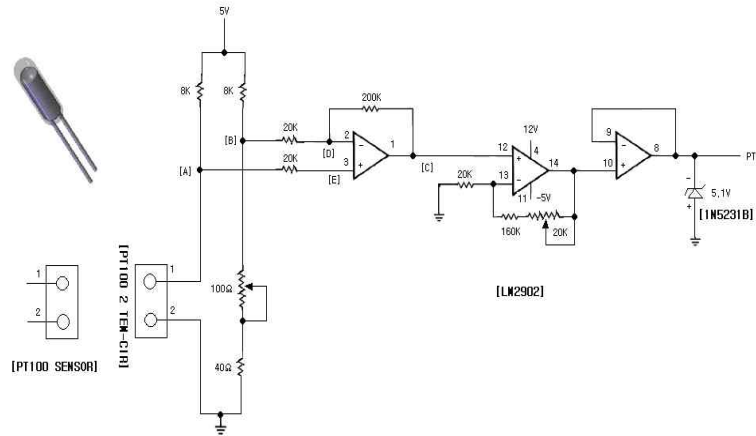 5V
8K
8K
200K
[B]
20K
[D]
2
-
1
3
+
[A]
20K
[E]
[C]
12V
12
+
4
14
13
-
11
-5V
20K
160K
20K
9
-
8
10
+
PT
-
5,1V
+
[1N5231B]
[LM2902]
1
2
[PT100 SENSOR]
[PT100 2 TEM-CIR]
1
2
100Ω
40Ω